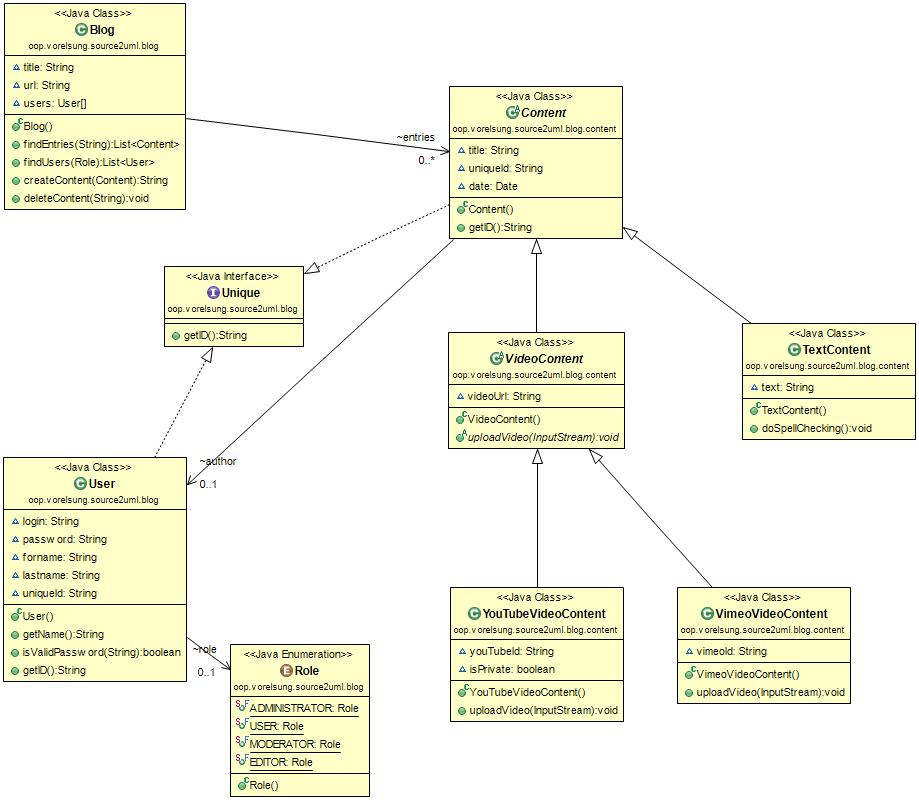 <<Java Class>>
Blog
oop.vorelsung.source2uml.blog
title: String
url: String
users: User[]
Blog()
findEntries(String):List<Content>
findUsers(Role):List<User>
createContent(Content):String
deleteContent(String):void
~entries
0..*
<<Java Class>>
Content
oop.vorelsung.source2uml.blog.content
title: String
uniqueId: String
date: Date
Content()
getID():String
<<Java Interface>>
Unique
oop.vorelsung.source2uml.blog
getID():String
<<Java Class>>
VideoContent
oop.vorelsung.source2uml.blog.content
videoUrl: String
VideoContent()
uploadVideo(InputStream):void
<<Java Class>>
TextContent
oop.vorelsung.source2uml.blog.content
text: String
TextContent()
doSpellChecking():void
~author
0..1
<<Java Class>>
User
oop.vorelsung.source2uml.blog
login: String
password: String
forname: String
lastname: String
uniqueId: String
User()
getName():String
isValidPassword(String):boolean
getID():String
~role
0..1
<<Java Enumeration>>
Role
oop.vorelsung.source2uml.blog
ADMINISTRATOR: Role
USER: Role
MODERATOR: Role
EDITOR: Role
Role()
<<Java Class>>
YouTubeVideoContent
oop.vorelsung.source2uml.blog.content
youTubeId: String
isPrivate: boolean
YouTubeVideoContent()
uploadVideo(InputStream):void
<<Java Class>>
VimeoVideoContent
oop.vorelsung.source2uml.blog.content
vimeoId: String
VimeoVideoContent()
uploadVideo(InputStream):void